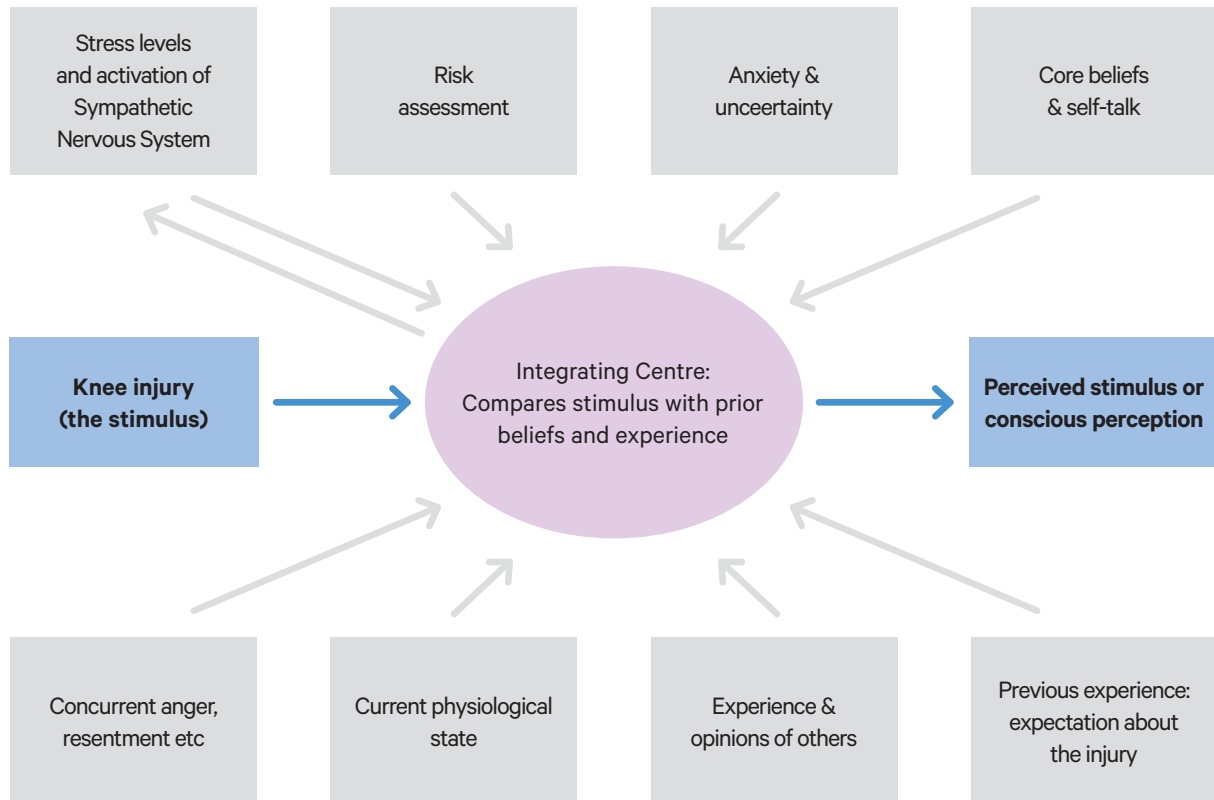 Stress levels
and activation of
Sympathetic
Nervous System
Risk
assessment
Anxiety &
unceertainty
Core beliefs
& self-talk
Knee injury
(the stimulus)
Integrating Centre:
Compares stimulus with prior
beliefs and experience
Perceived stimulus or
conscious perception
Concurrent anger,
resentment etc
Current physiological
state
Experience &
opinions of others
Previous experience:
expectation about
the injury